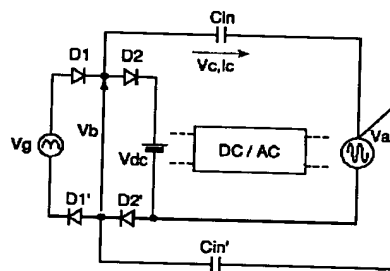 Cin
D1 D2
Vc,Ic
Vg
Vb
Vdc
DC / AC
Va
D1' D2'
Cin'